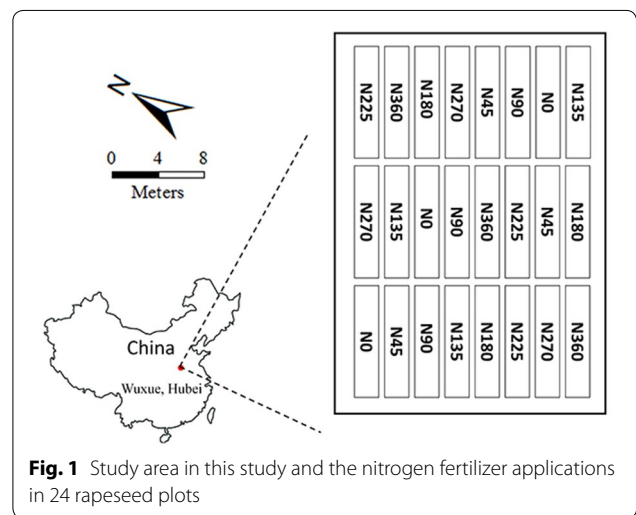 N
0 4 8
Meters
China
Wuxue, Hubei
N225 N360 N180 N270 N45 N90 N0 N135
N270 N135 N0 N90 N360 N225 N45 N180
N0 N45 N90 N135 N180 N225 N270 N360
Fig. 1 Study area in this study and the nitrogen fertilizer applications
in 24 rapeseed plots